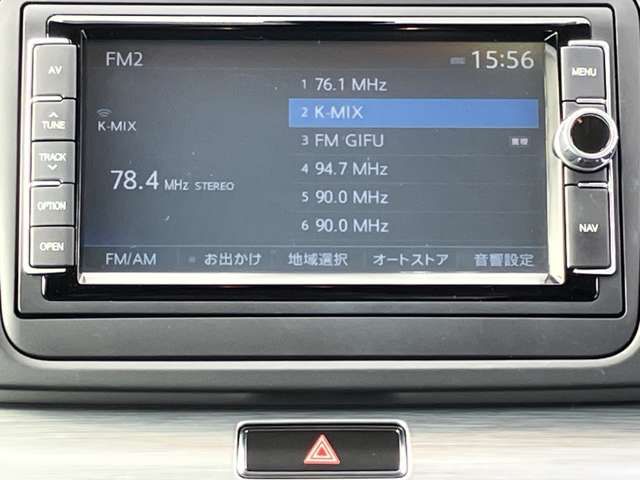 FM2
15:56
K-MIX
78.4 MHz STEREO
1 76.1 MHz
2 K-MIX
3 FM GIFU
4 94.7 MHz
5 90.0 MHz
6 90.0 MHz
FM/AM
お出かけ
地域選択
オートストア
音響設定
AV
TUNE
TRACK
OPTION
OPEN
MENU
NAV